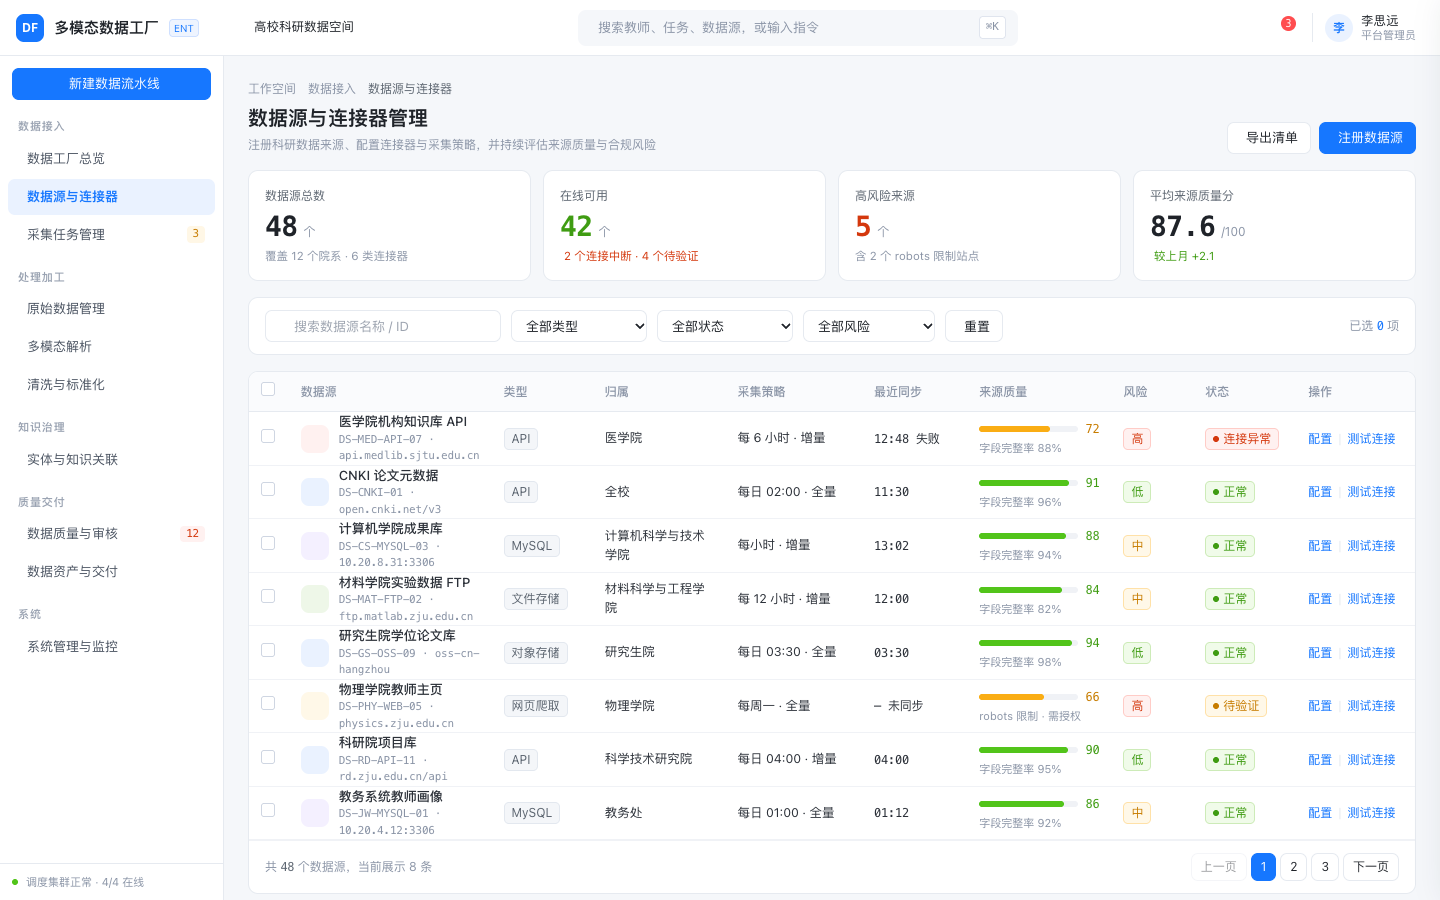 DF 多模态数据工厂 ENT 高校科研数据空间 搜索教师、任务、数据源，或输入指令 ⌘K 3 李 李思远
平台管理员
新建数据流水线
数据接入
数据工厂总览
数据源与连接器
采集任务管理 3
处理加工
原始数据管理
多模态解析
清洗与标准化
知识治理
实体与知识关联
质量交付
数据质量与审核 12
数据资产与交付
系统
系统管理与监控
调度集群正常 · 4/4 在线
工作空间 数据接入 数据源与连接器
数据源与连接器管理
注册科研数据来源、配置连接器与采集策略，并持续评估来源质量与合规风险
导出清单 注册数据源
数据源总数
48 个
覆盖 12 个院系 · 6 类连接器
在线可用
42 个
2 个连接中断 · 4 个待验证
高风险来源
5 个
含 2 个 robots 限制站点
平均来源质量分
87.6 /100
较上月 +2.1
搜索数据源名称 / ID 全部类型 全部状态 全部风险 重置 已选 0 项
数据源 类型 归属 采集策略 最近同步 来源质量 风险 状态 操作
医学院机构知识库 API
DS-MED-API-07 ·
api.medlib.sjtu.edu.cn
API 医学院 每 6 小时 · 增量 12:48 失败 72
字段完整率 88%
高 连接异常 配置 测试连接
CNKI 论文元数据
DS-CNKI-01 ·
open.cnki.net/v3
API 全校 每日 02:00 · 全量 11:30 91
字段完整率 96%
低 正常 配置 测试连接
计算机学院成果库
DS-CS-MYSQL-03 ·
10.20.8.31:3306
MySQL 计算机科学与技术
学院
每小时 · 增量 13:02 88
字段完整率 94%
中 正常 配置 测试连接
材料学院实验数据 FTP
DS-MAT-FTP-02 ·
ftp.matlab.zju.edu.cn
文件存储 材料科学与工程学
院
每 12 小时 · 增量 12:00 84
字段完整率 82%
中 正常 配置 测试连接
研究生院学位论文库
DS-GS-OSS-09 · oss-cn-
hangzhou
对象存储 研究生院 每日 03:30 · 全量 03:30 94
字段完整率 98%
低 正常 配置 测试连接
物理学院教师主页
DS-PHY-WEB-05 ·
physics.zju.edu.cn
网页爬取 物理学院 每周一 · 全量 — 未同步 66
robots 限制 · 需授权
高 待验证 配置 测试连接
科研院项目库
DS-RD-API-11 ·
rd.zju.edu.cn/api
API 科学技术研究院 每日 04:00 · 增量 04:00 90
字段完整率 95%
低 正常 配置 测试连接
教务系统教师画像
DS-JW-MYSQL-01 ·
10.20.4.12:3306
MySQL 教务处 每日 01:00 · 全量 01:12 86
字段完整率 92%
中 正常 配置 测试连接
共 48 个数据源，当前展示 8 条 上一页 1 2 3 下一页